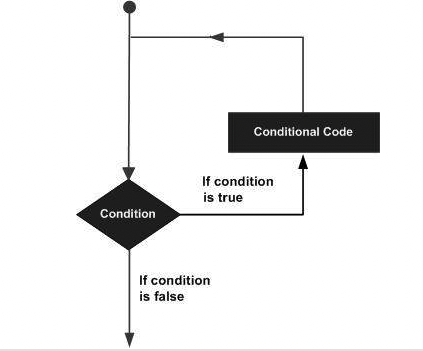 Conditional Code
If condition
is true
Condition
If condition
is false